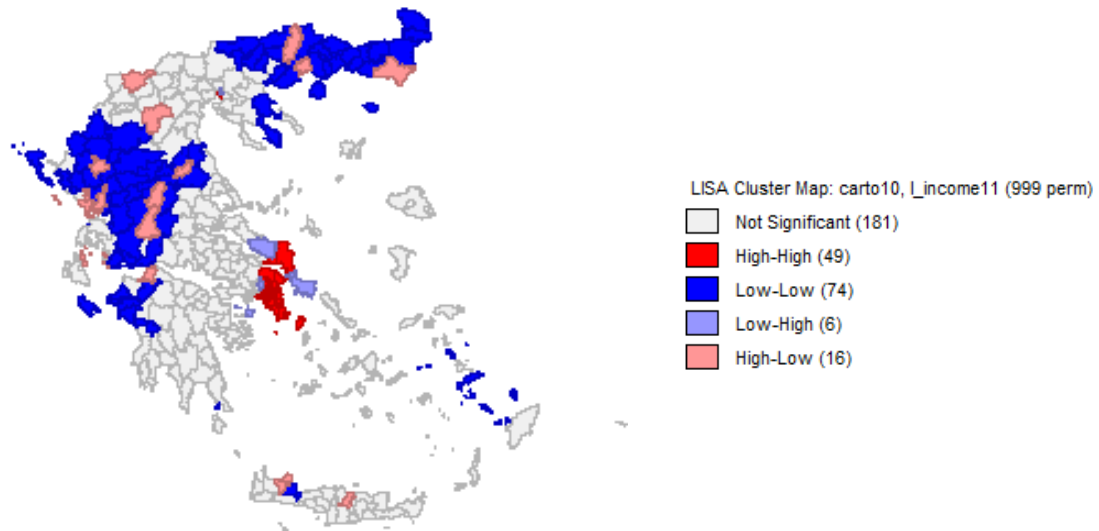 LISA Cluster Map: carto10, l_income11 (999 perm)
Not Significant (181)
High-High (49)
Low-Low (74)
Low-High (6)
High-Low (16)